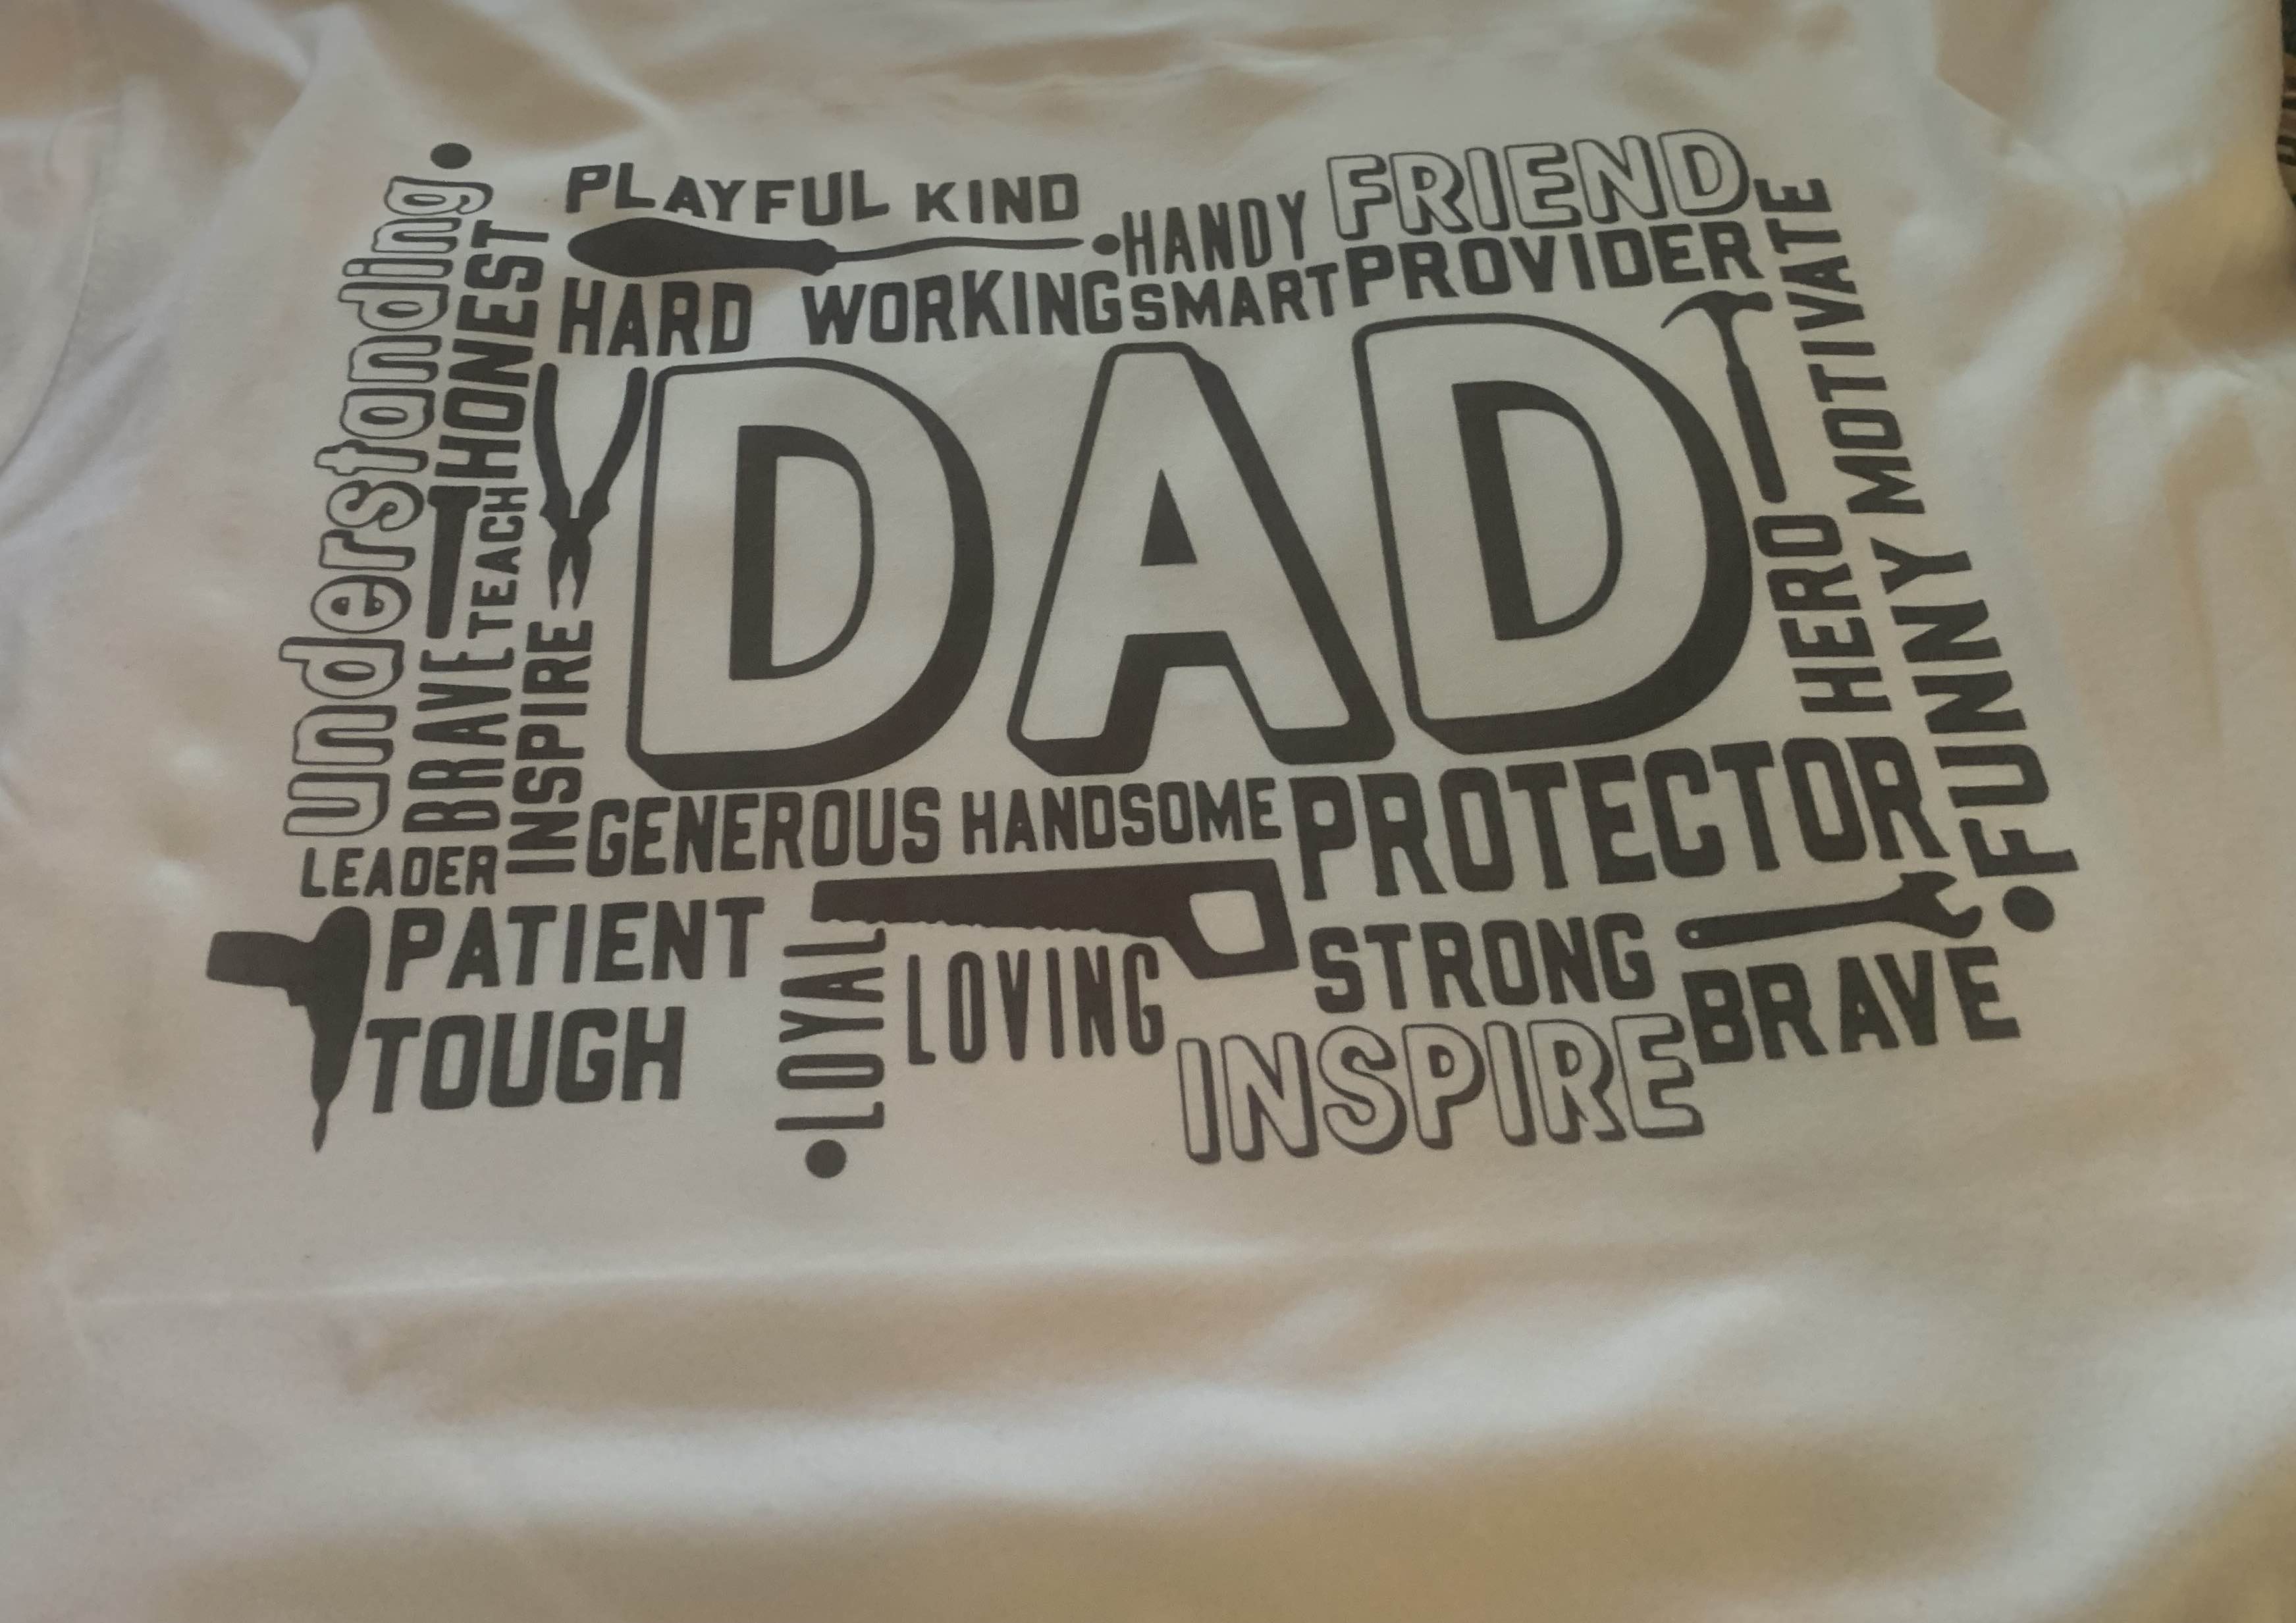 PLAYFUL KIND
HANDY FRIEND
HARD WORKING SMART PROVIDER
understanding
HONEST
TEACH
BRAVE
INSPIRE
DAD
MOTIVATE
HERO
FUNNY
LEADER
GENEROUS HANDSOME PROTECTOR
PATIENT
TOUGH
LOYAL
LOVING
STRONG
BRAVE
INSPIRE